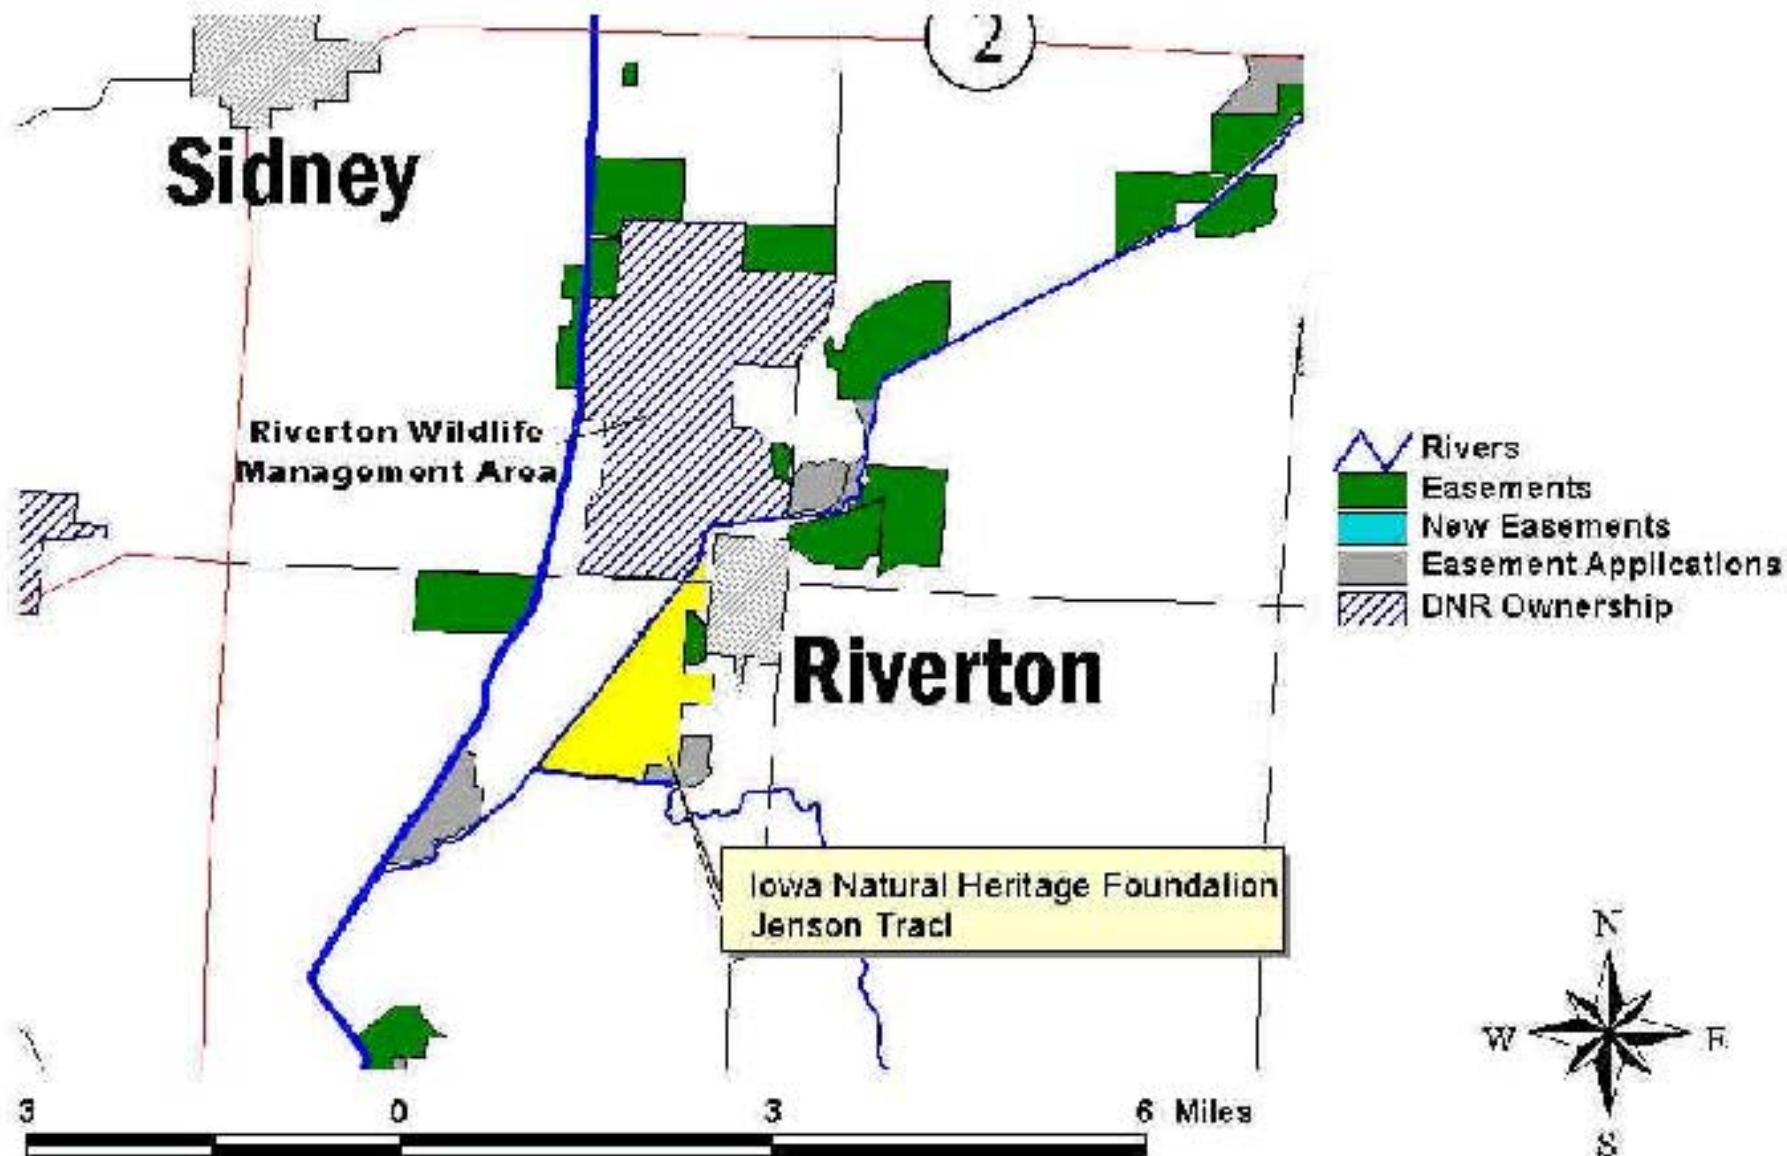 2
Sidney
Riverton Wildlife
Management Area
Riverton
Iowa Natural Heritage Foundation
Jenson Tract
Rivers
Easements
New Easements
Easement Applications
DNR Ownership
N
W E
S
3 0 3 6 Miles